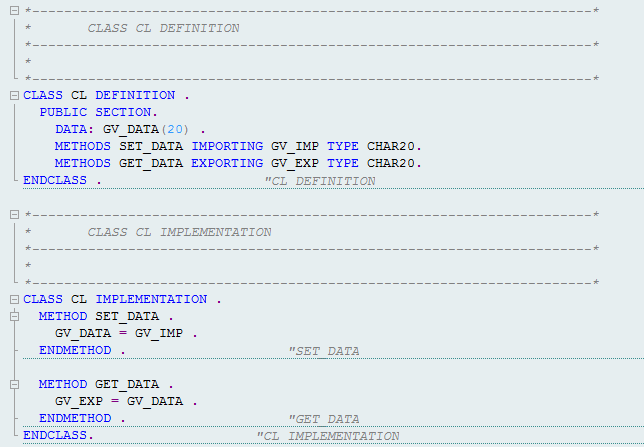 *----------------------------------------------------------------------*
*       CLASS CL DEFINITION
*----------------------------------------------------------------------*
*
*----------------------------------------------------------------------*
CLASS CL DEFINITION .
  PUBLIC SECTION.
    DATA: GV_DATA(20) .
    METHODS SET_DATA IMPORTING GV_IMP TYPE CHAR20.
    METHODS GET_DATA EXPORTING GV_EXP TYPE CHAR20.
ENDCLASS .                    "CL DEFINITION
*----------------------------------------------------------------------*
*       CLASS CL IMPLEMENTATION
*----------------------------------------------------------------------*
*
*----------------------------------------------------------------------*
CLASS CL IMPLEMENTATION .
  METHOD SET_DATA .
    GV_DATA = GV_IMP .
  ENDMETHOD .                    "SET_DATA
  METHOD GET_DATA .
    GV_EXP = GV_DATA .
  ENDMETHOD .                    "GET_DATA
ENDCLASS.                    "CL IMPLEMENTATION